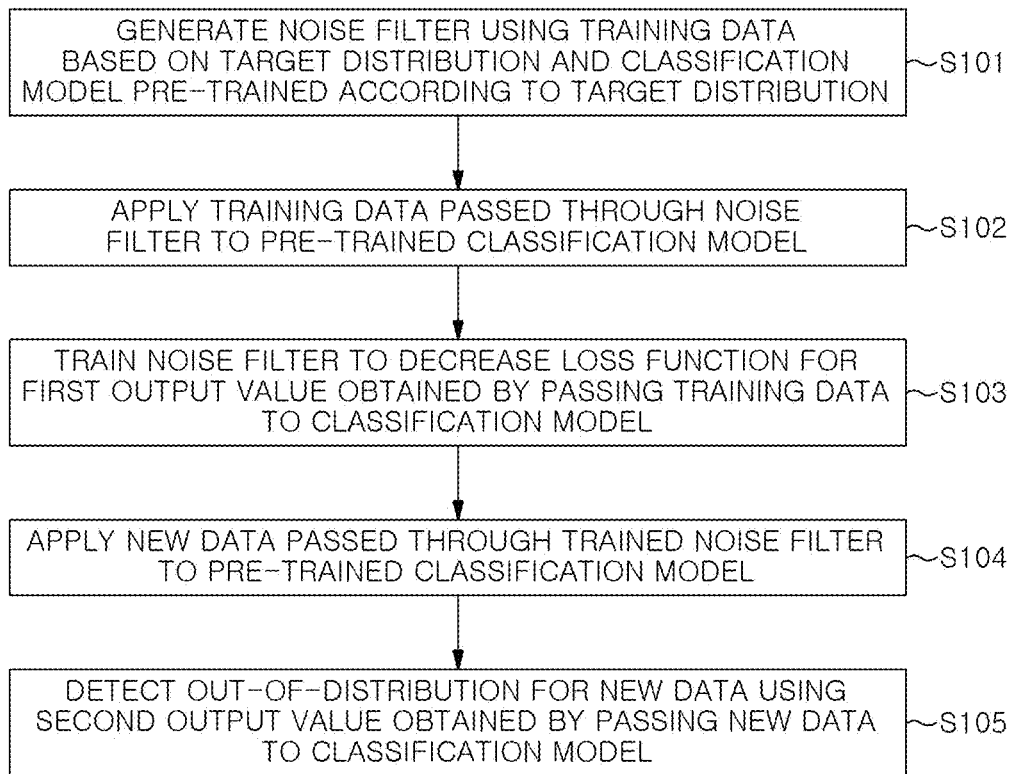 GENERATE NOISE FILTER USING TRAINING DATA
BASED ON TARGET DISTRIBUTION AND CLASSIFICATION
MODEL PRE-TRAINED ACCORDING TO TARGET DISTRIBUTION
S101
APPLY TRAINING DATA PASSED THROUGH NOISE
FILTER TO PRE-TRAINED CLASSIFICATION MODEL
S102
TRAIN NOISE FILTER TO DECREASE LOSS FUNCTION FOR
FIRST OUTPUT VALUE OBTAINED BY PASSING TRAINING DATA
TO CLASSIFICATION MODEL
S103
APPLY NEW DATA PASSED THROUGH TRAINED NOISE FILTER
TO PRE-TRAINED CLASSIFICATION MODEL
S104
DETECT OUT-OF-DISTRIBUTION FOR NEW DATA USING
SECOND OUTPUT VALUE OBTAINED BY PASSING NEW DATA
TO CLASSIFICATION MODEL
S105